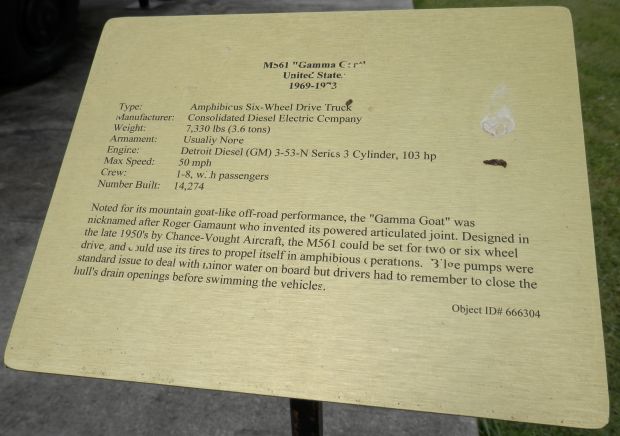 M561 "Gamma Goat"
United States
1969-1973
Type: Amphibious Six-Wheel Drive Truck
Manufacturer: Consolidated Diesel Electric Company
Weight: 7,330 lbs (3.6 tons)
Armament: Usually None
Engine: Detroit Diesel (GM) 3-53-N Series 3 Cylinder, 103 hp
Max Speed: 50 mph
Crew: 1-8, with passengers
Number Built: 14,274
Noted for its mountain goat-like off-road performance, the "Gamma Goat" was
nicknamed after Roger Gamaunt who invented its powered articulated joint. Designed in
the late 1950's by Chance-Vought Aircraft, the M561 could be set for two or six wheel
drive, and could use its tires to propel itself in amphibious operations. Bilge pumps were
standard issue to deal with minor water on board but drivers had to remember to close the
hull's drain openings before swimming the vehicles.
Object ID# 666304